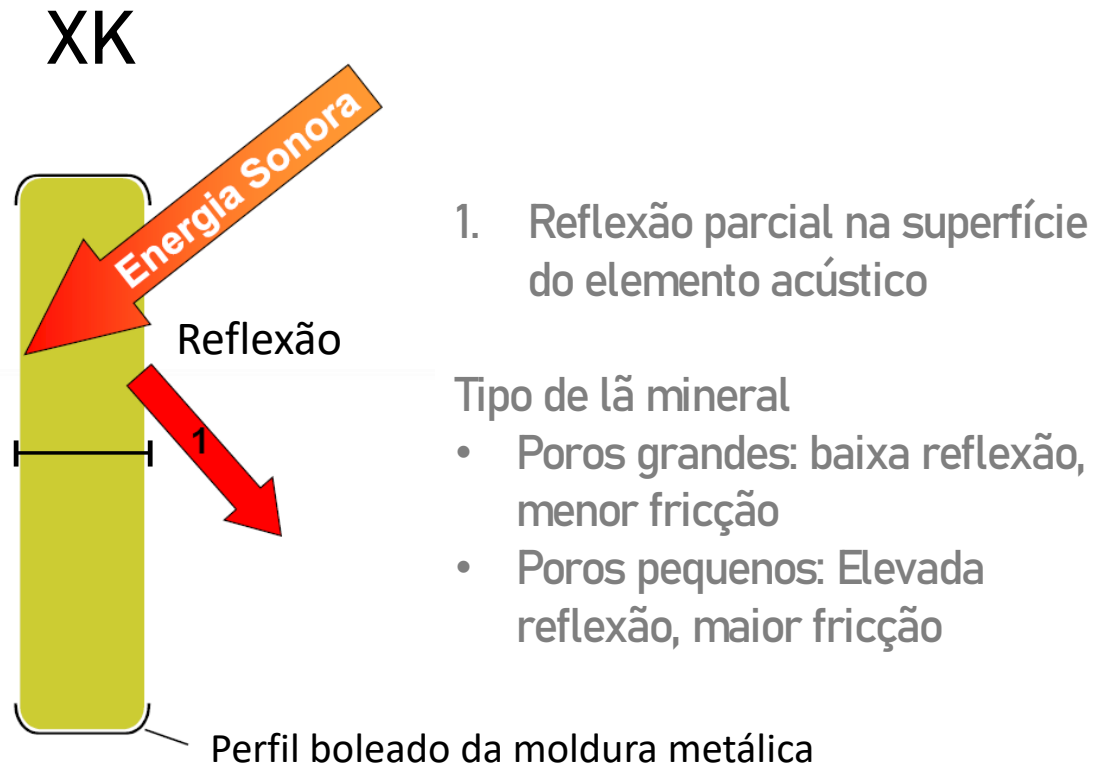 XK
Energia Sonora
1. Reflexão parcial na superfície
do elemento acústico
Reflexão
1
Tipo de lã mineral
• Poros grandes: baixa reflexão,
menor fricção
• Poros pequenos: Elevada
reflexão, maior fricção
Perfil boleado da moldura metálica